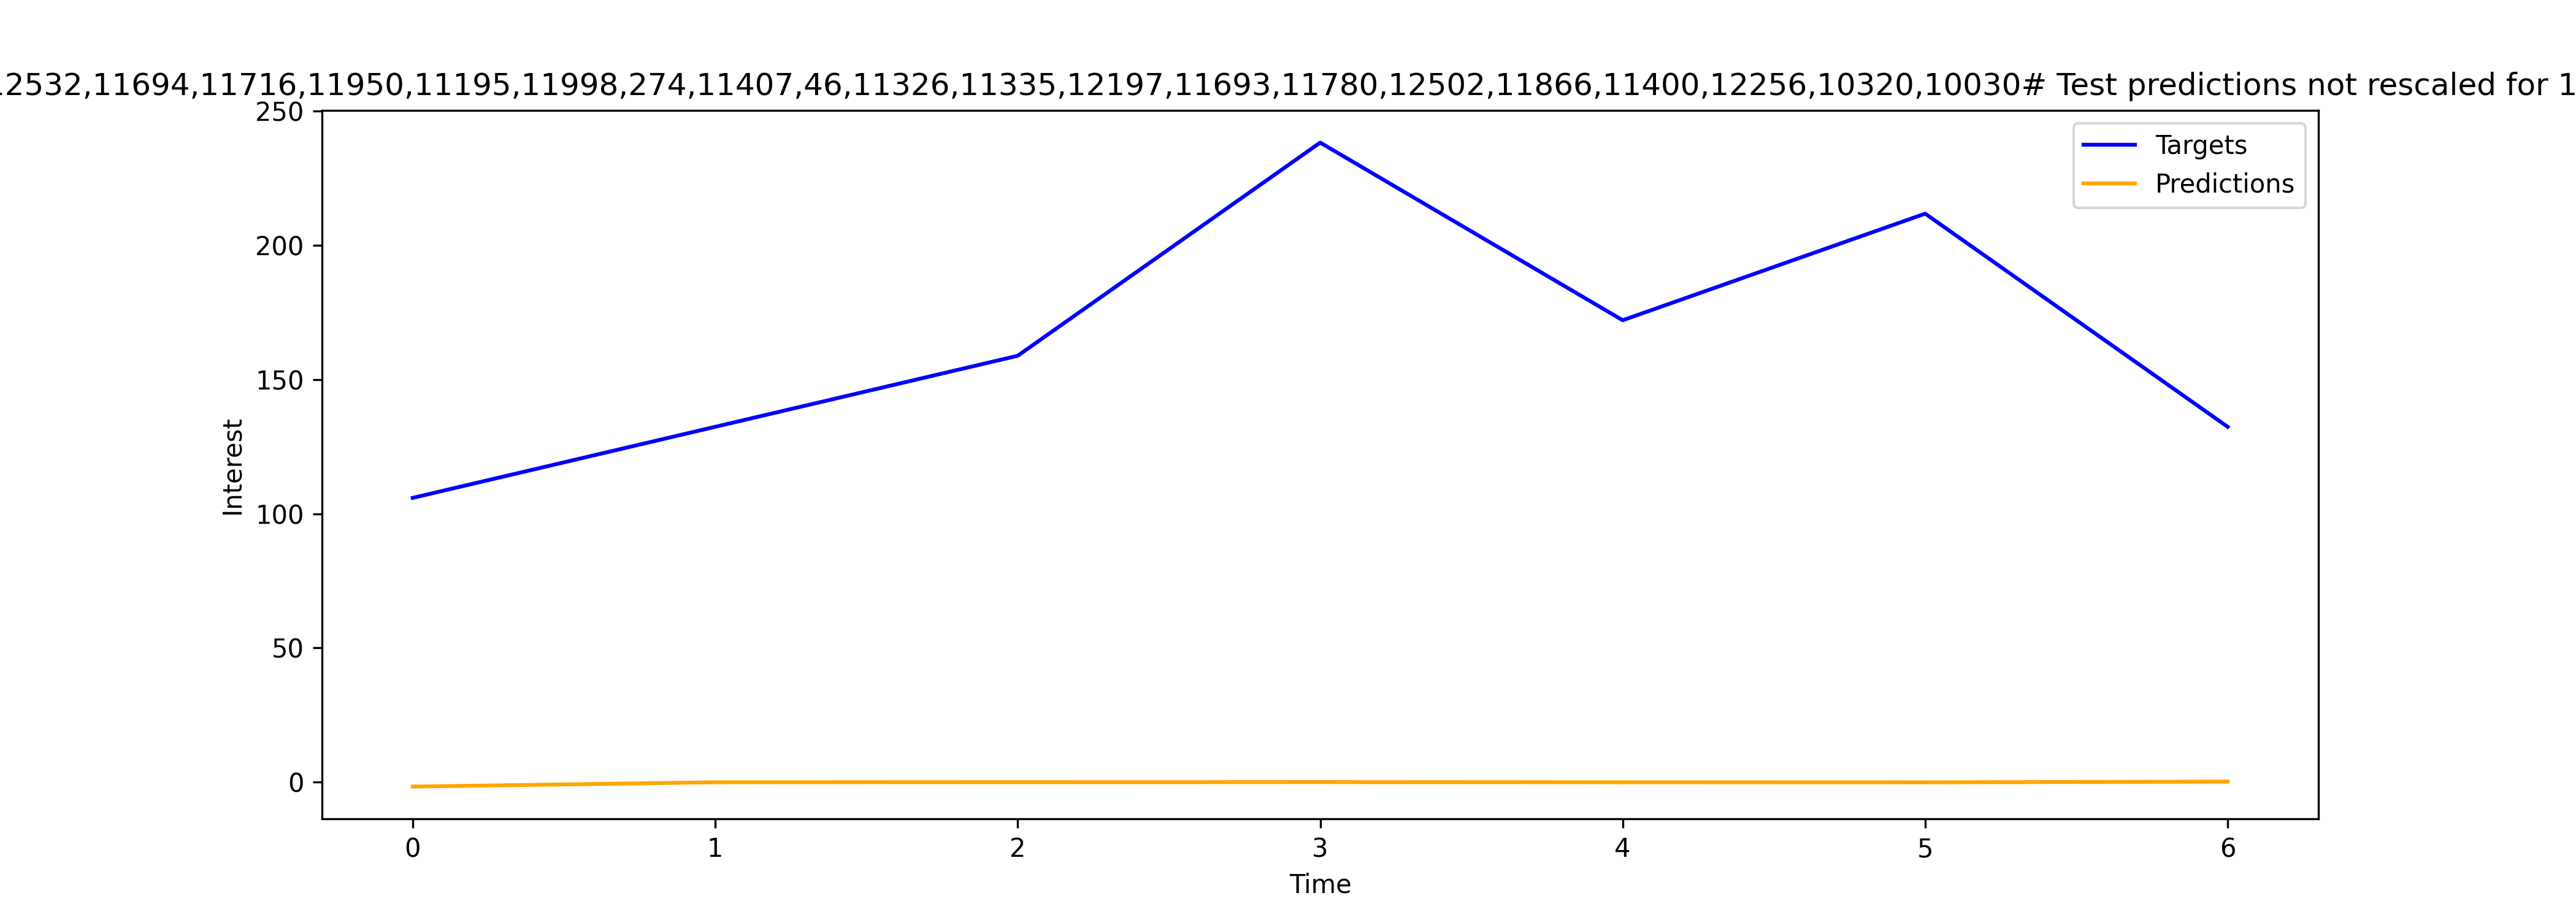 2532,11694,11716,11950,11195,11998,274,11407,46,11326,11335,12197,11693,11780,12502,11866,11400,12256,10320,10030# Test predictions not rescaled for 1
250
200
150
100
50
0
Interest
Targets
Predictions
0 1 2 3 4 5 6
Time